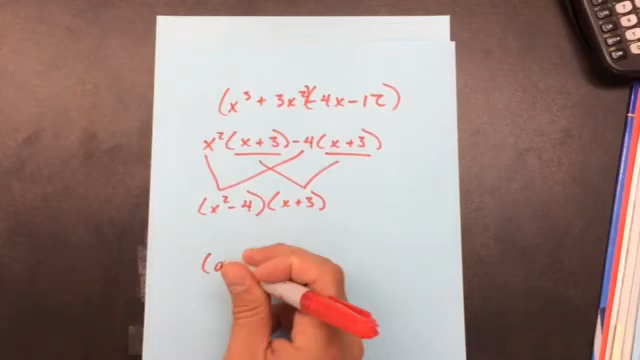 (x³ + 3x²)(-4x-12)
x²(x+3)-4(x+3)
(x²-4)(x+3)
(a